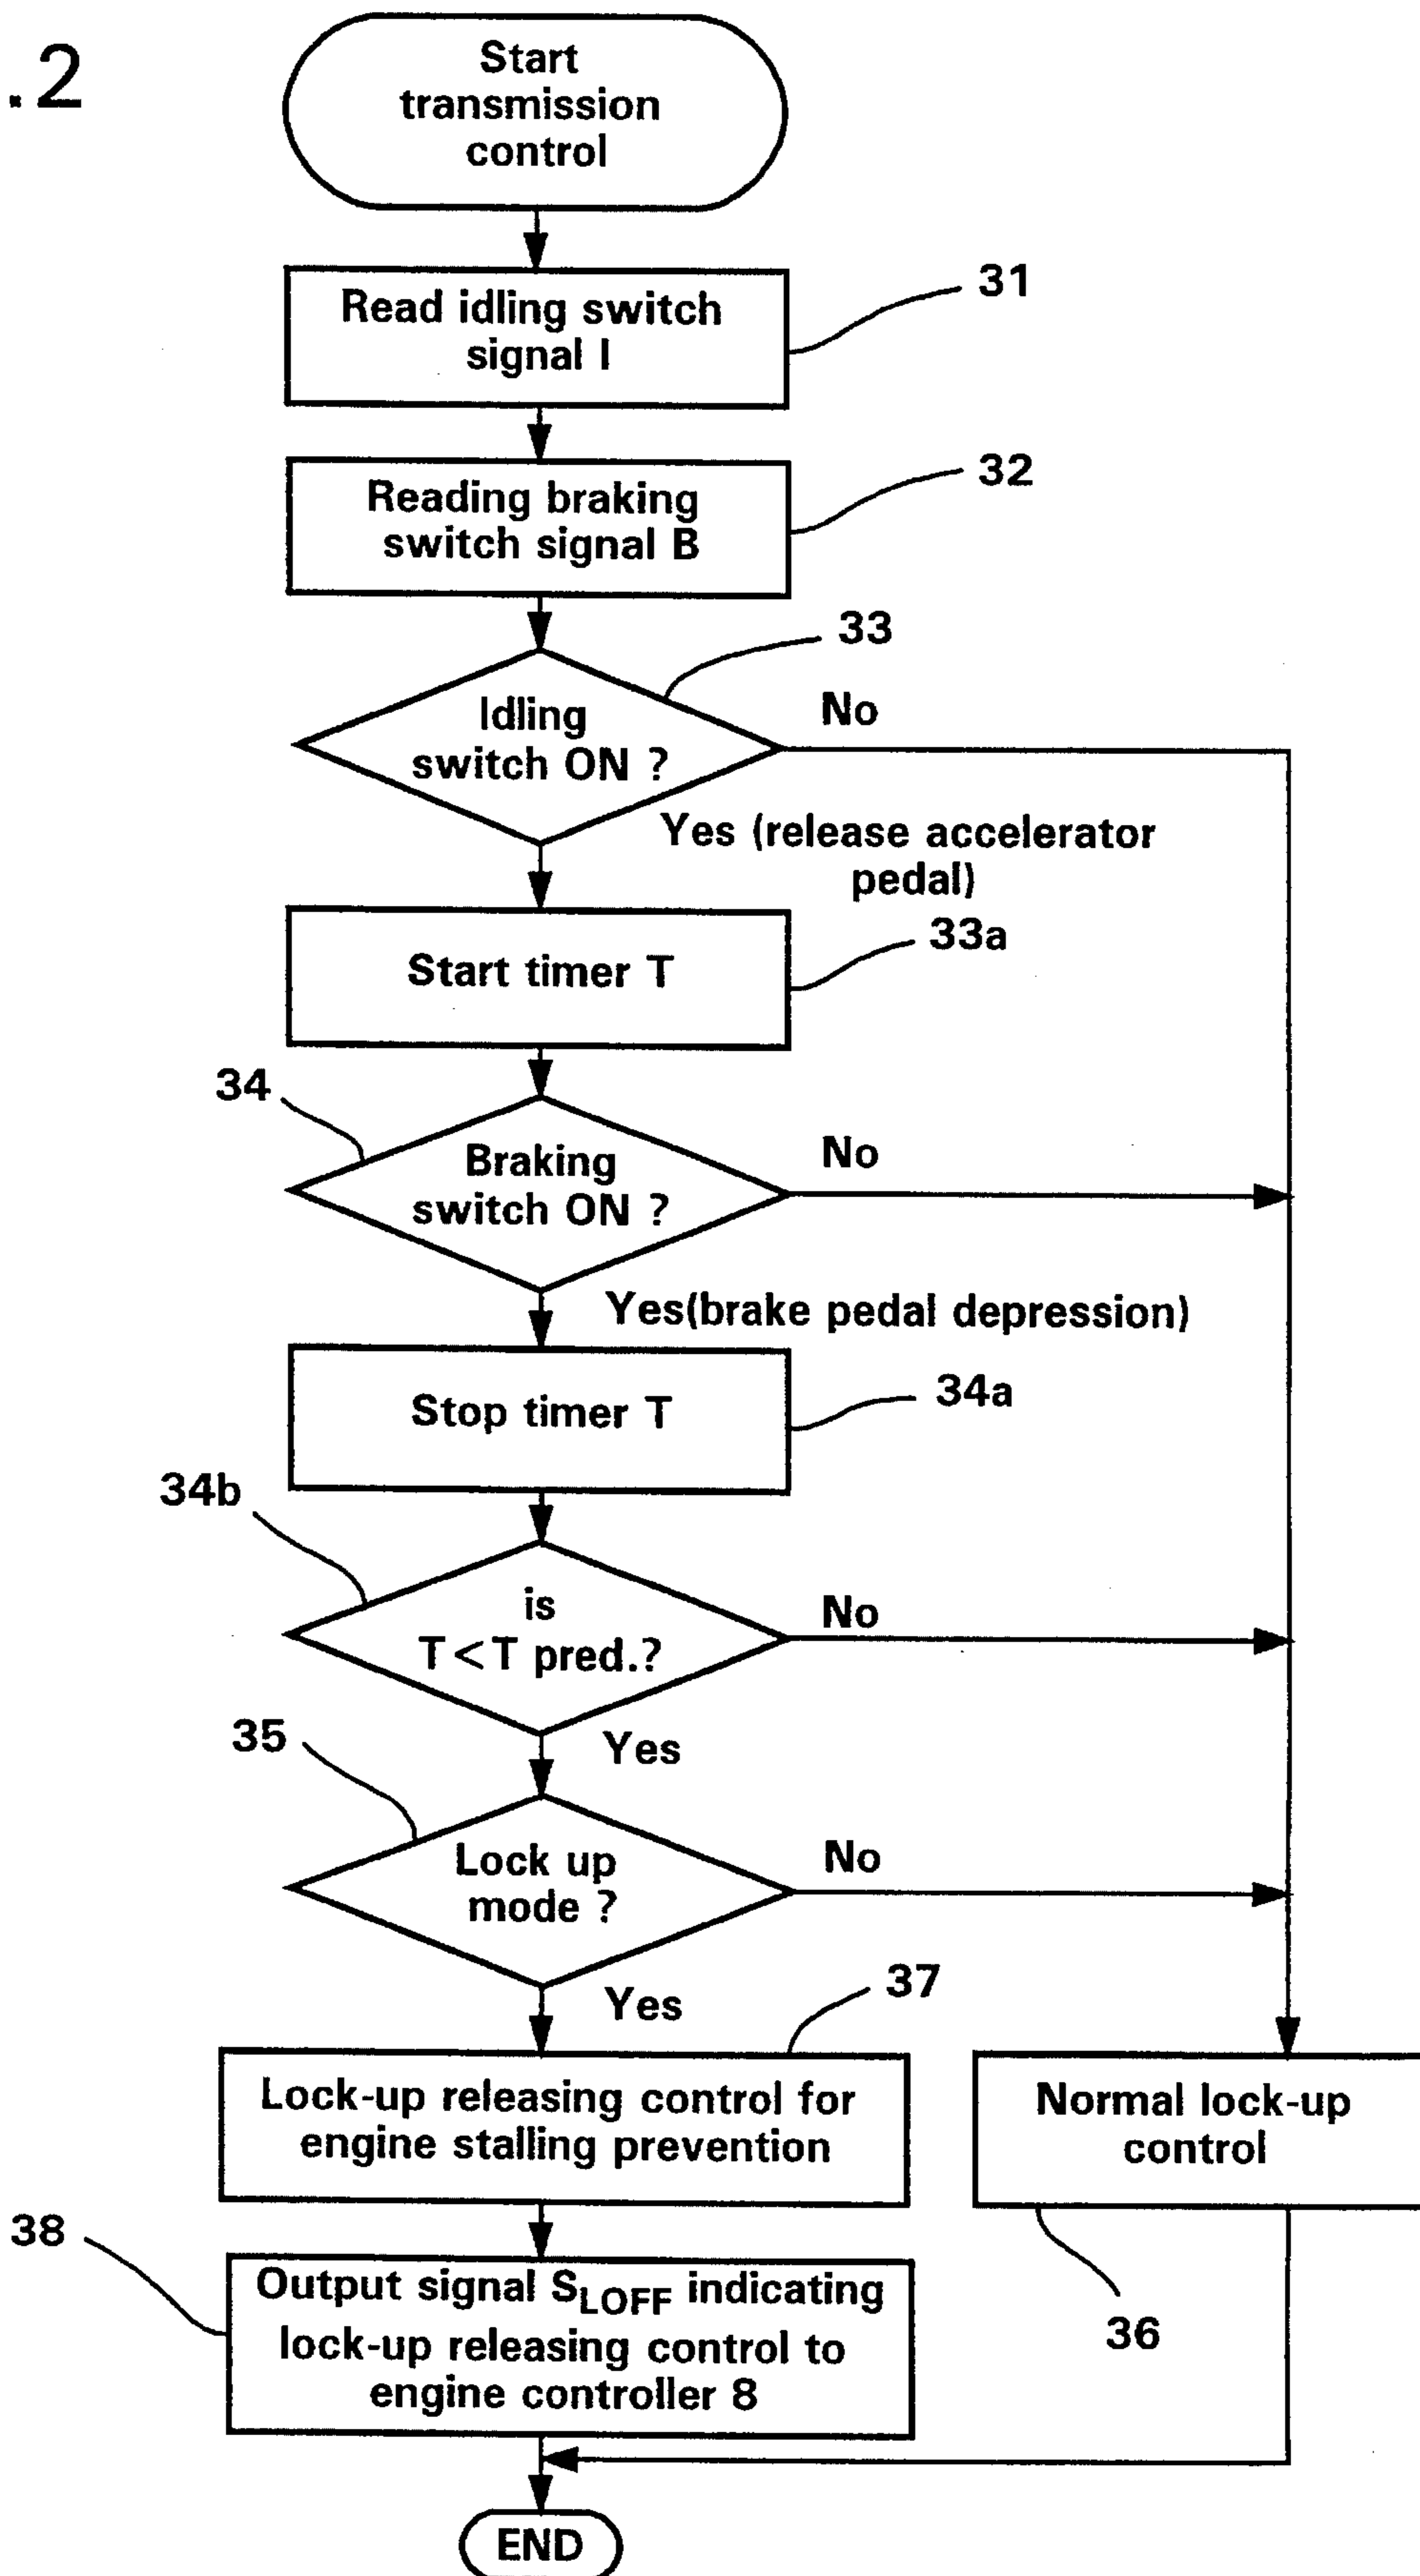 .2
Start
transmission
control
Read idling switch
signal I
31
Reading braking
switch signal B
32
33
Idling
switch ON ?
No
Yes (release accelerator
pedal)
33a
Start timer T
34
Braking
switch ON ?
No
Yes(brake pedal depression)
34a
Stop timer T
34b
is
T<T pred.?
No
Yes
35
Lock up
mode ?
No
Yes
37
Lock-up releasing control for
engine stalling prevention
Normal lock-up
control
38
Output signal SLOFF indicating
lock-up releasing control to
engine controller 8
36
END